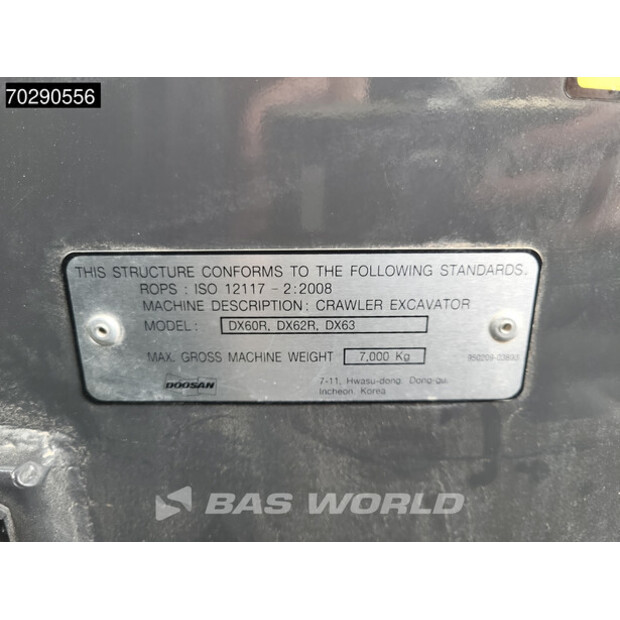 70290556
THIS STRUCTURE CONFORMS TO THE FOLLOWING STANDARDS.
ROPS : ISO 12117 - 2:2008
MACHINE DESCRIPTION : CRAWLER EXCAVATOR
MODEL : DX60R, DX62R, DX63
MAX. GROSS MACHINE WEIGHT 7,000 Kg
DOOSAN
7-11, Hwasu-dong, Dong-gu,
Incheon, Korea
BAS WORLD